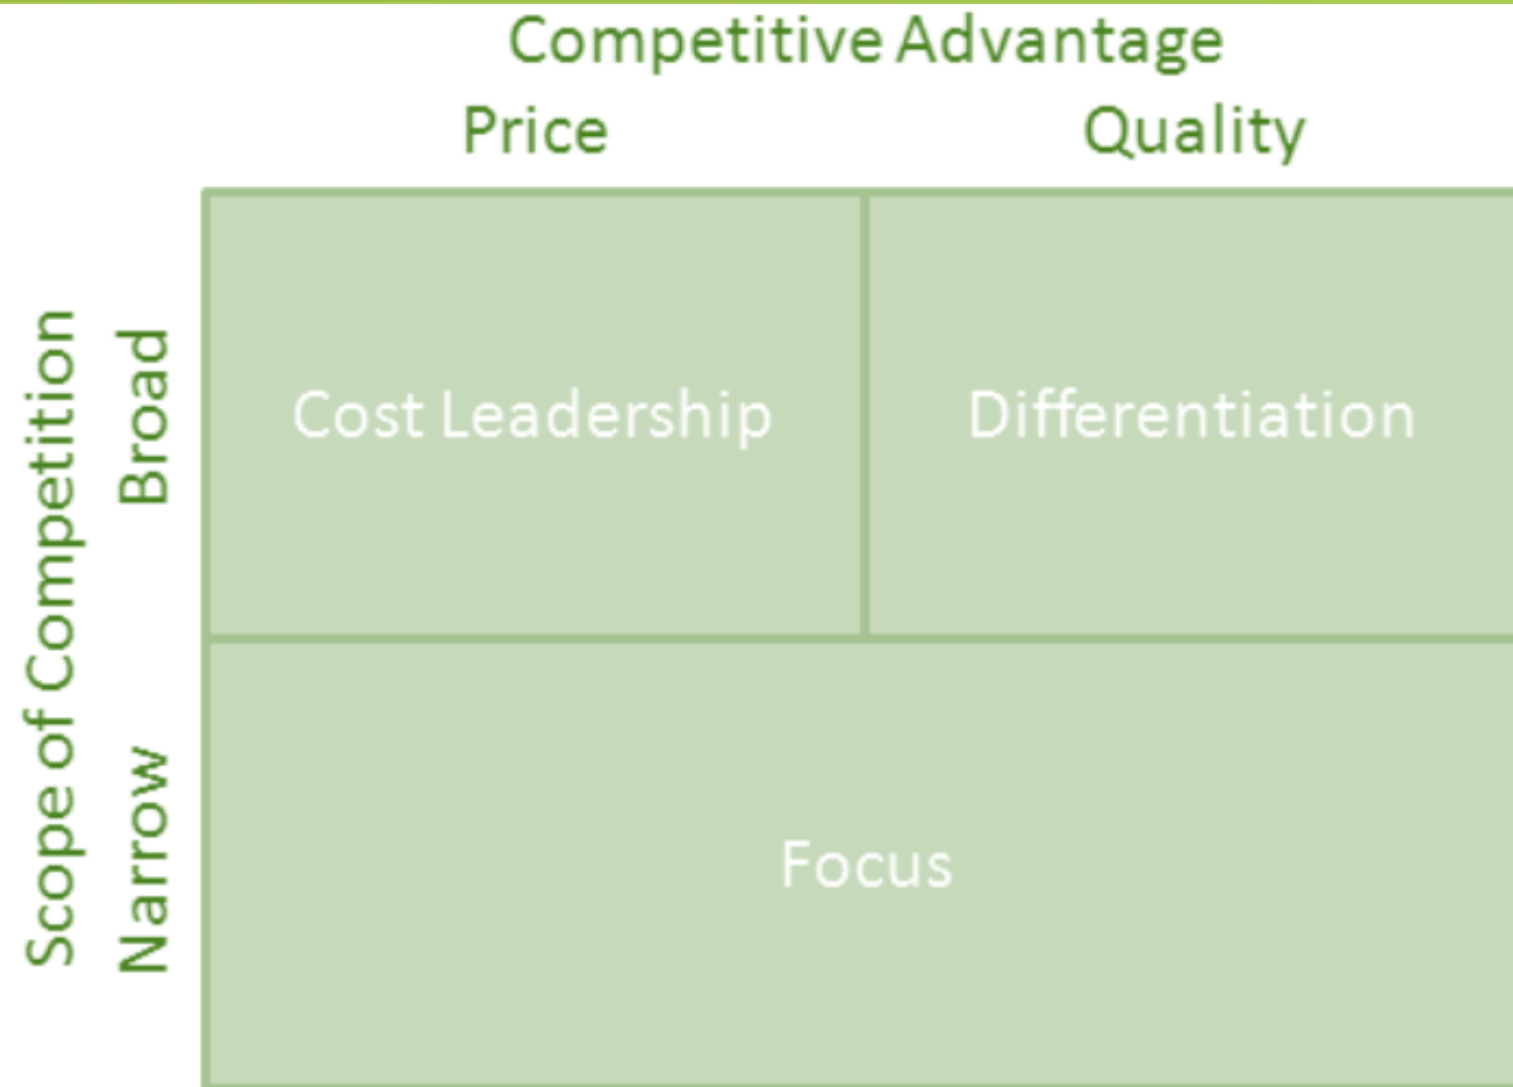 Competitive Advantage
Price
Quality
Scope of Competition
Broad
Cost Leadership
Differentiation
Narrow
Focus